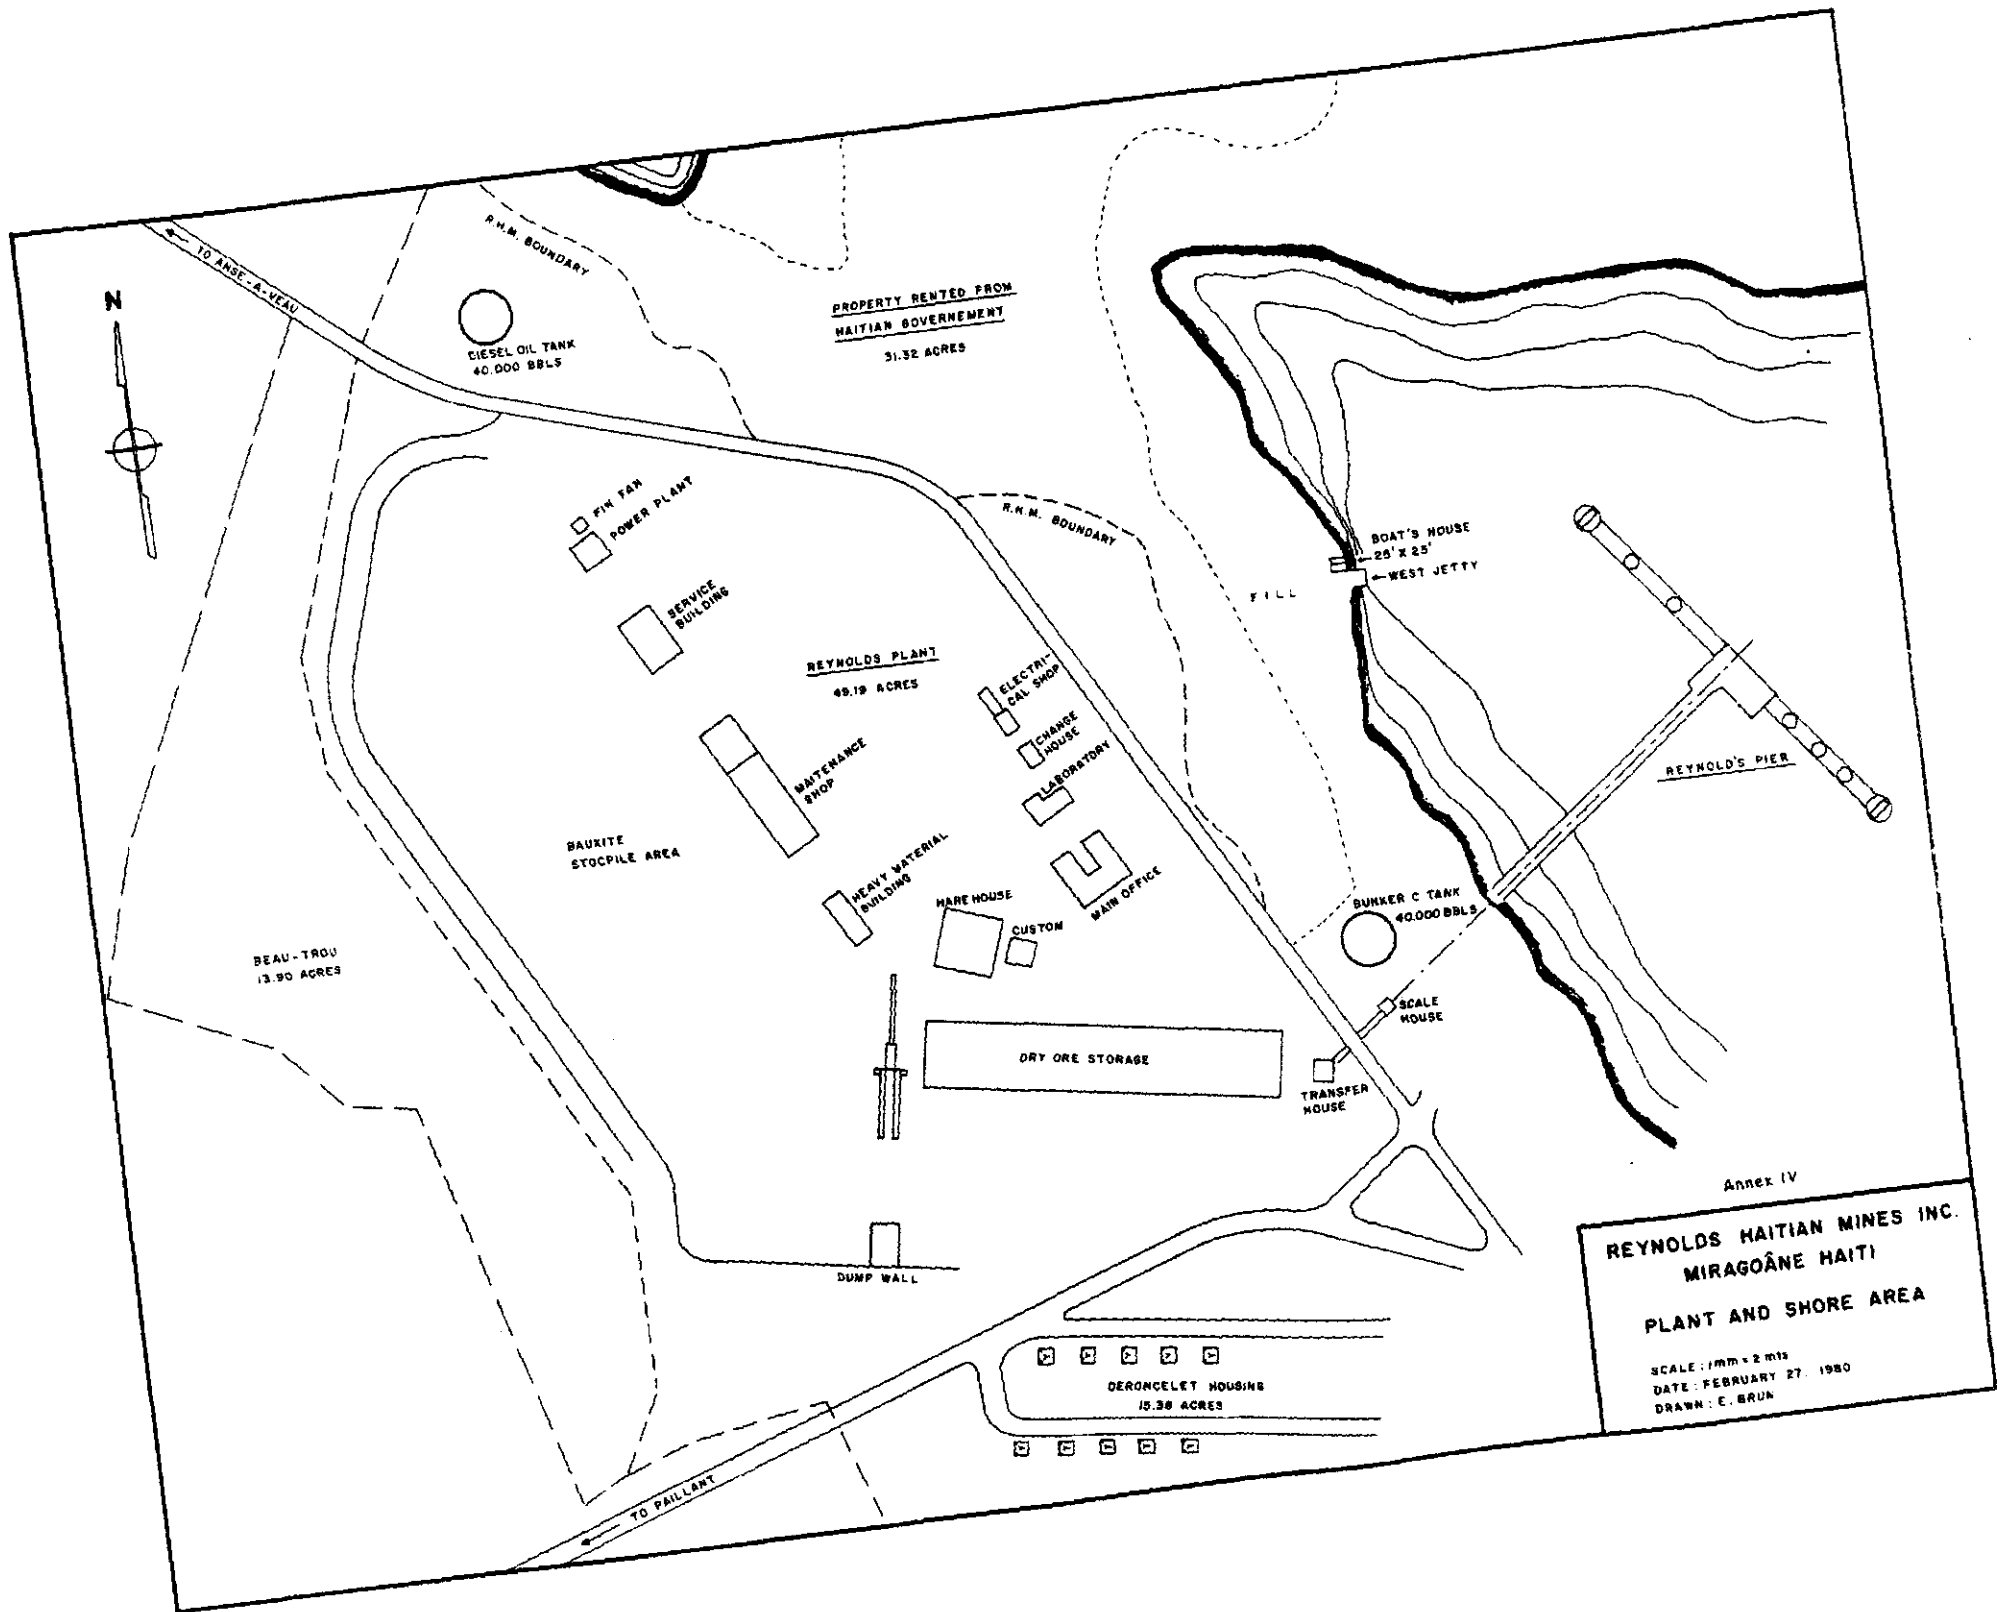 TO ANSE-A-VEAU
N
R.H.M. BOUNDARY
DIESEL OIL TANK
40.000 BBLS
PROPERTY RENTED FROM
HAITIAN GOVERNEMENT
31.32 ACRES
FIN FAN
POWER PLANT
R.H.M. BOUNDARY
BOAT'S HOUSE
25' X 25'
WEST JETTY
FILL
SERVICE
BUILDING
REYNOLDS PLANT
49.19 ACRES
ELECTRI-
CAL SHOP
CHANGE
HOUSE
LABORATORY
MAITENANCE
SHOP
REYNOLD'S PIER
BAUXITE
STOCPILE AREA
HEAVY MATERIAL
BUILDING
MAIN OFFICE
WARE HOUSE
CUSTOM
BUNKER C TANK
40.000 BBLS
BEAU-TROU
13.90 ACRES
SCALE
HOUSE
DRY ORE STORAGE
TRANSFER
HOUSE
DUMP WALL
DERONCELET HOUSING
15.38 ACRES
TO PAILLANT
Annex IV
REYNOLDS HAITIAN MINES INC.
MIRAGOÂNE HAITI
PLANT AND SHORE AREA
SCALE : 1mm = 2 mts
DATE : FEBRUARY 27. 1980
DRAWN : E. BRUN